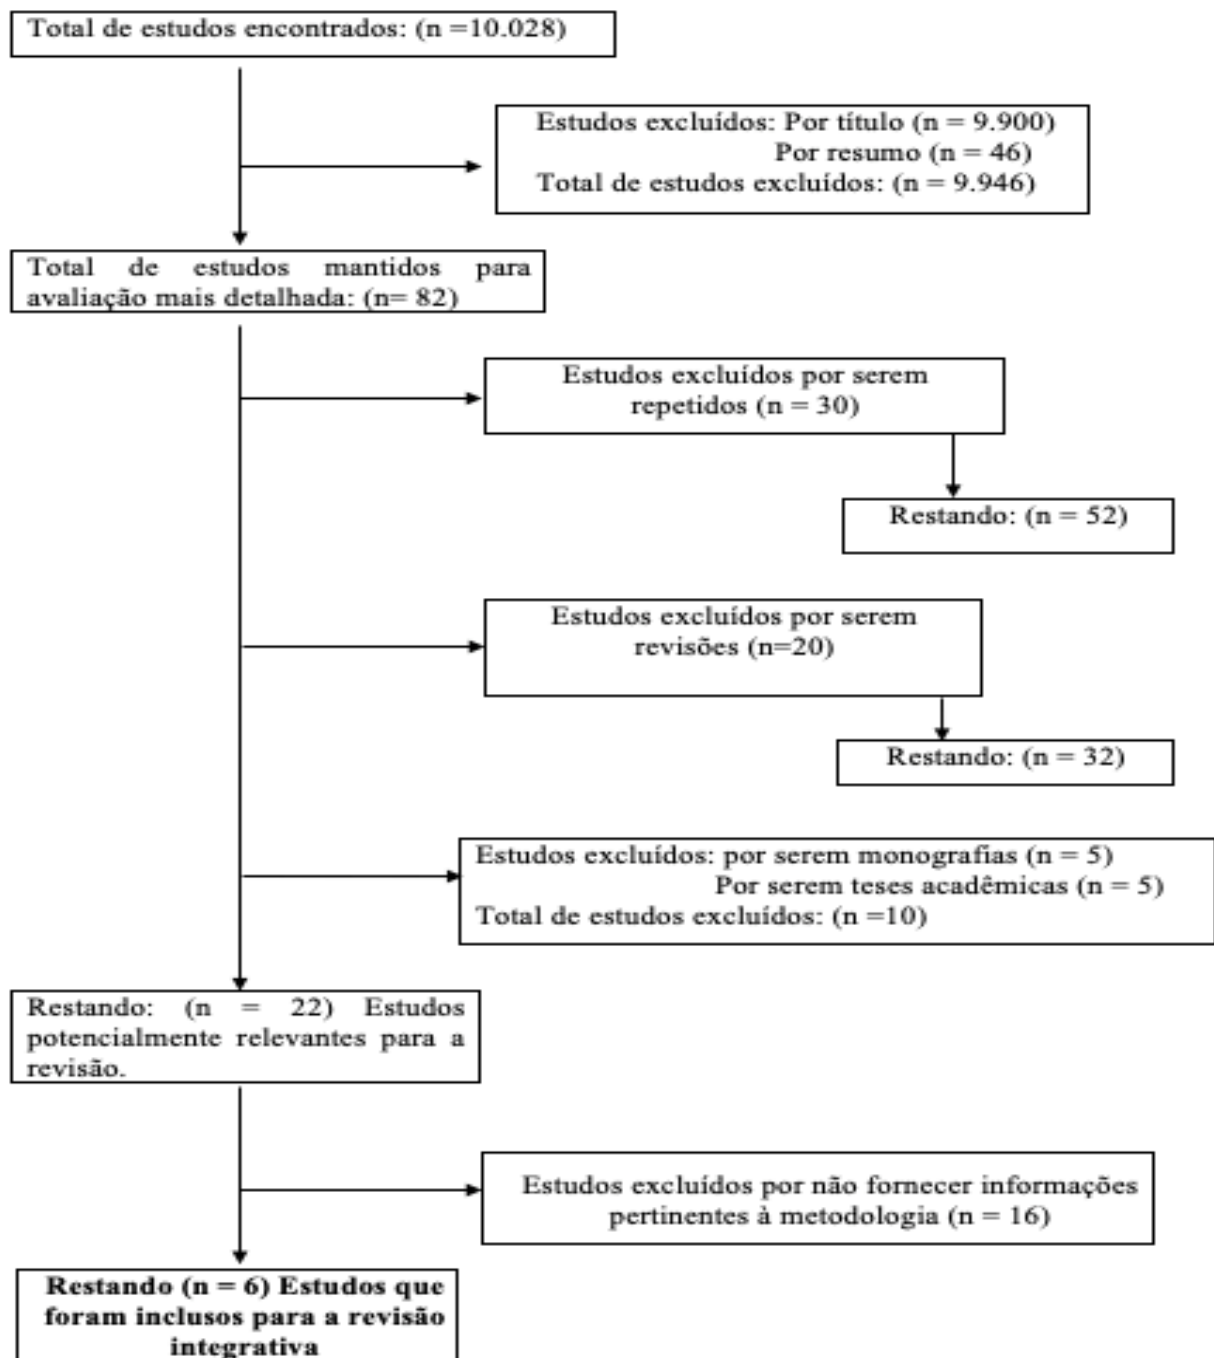 Total de estudos encontrados: (n =10.028)
Estudos excluídos: Por título (n = 9.900)
Por resumo (n = 46)
Total de estudos excluídos: (n = 9.946)
Total de estudos mantidos para
avaliação mais detalhada: (n= 82)
Estudos excluídos por serem
repetidos (n = 30)
Restando: (n = 52)
Estudos excluídos por serem
revisões (n=20)
Restando: (n = 32)
Estudos excluídos: por serem monografias (n = 5)
Por serem teses acadêmicas (n = 5)
Total de estudos excluídos: (n =10)
Restando: (n = 22) Estudos
potencialmente relevantes para a
revisão.
Estudos excluídos por não fornecer informações
pertinentes à metodologia (n = 16)
Restando (n = 6) Estudos que
foram inclusos para a revisão
integrativa